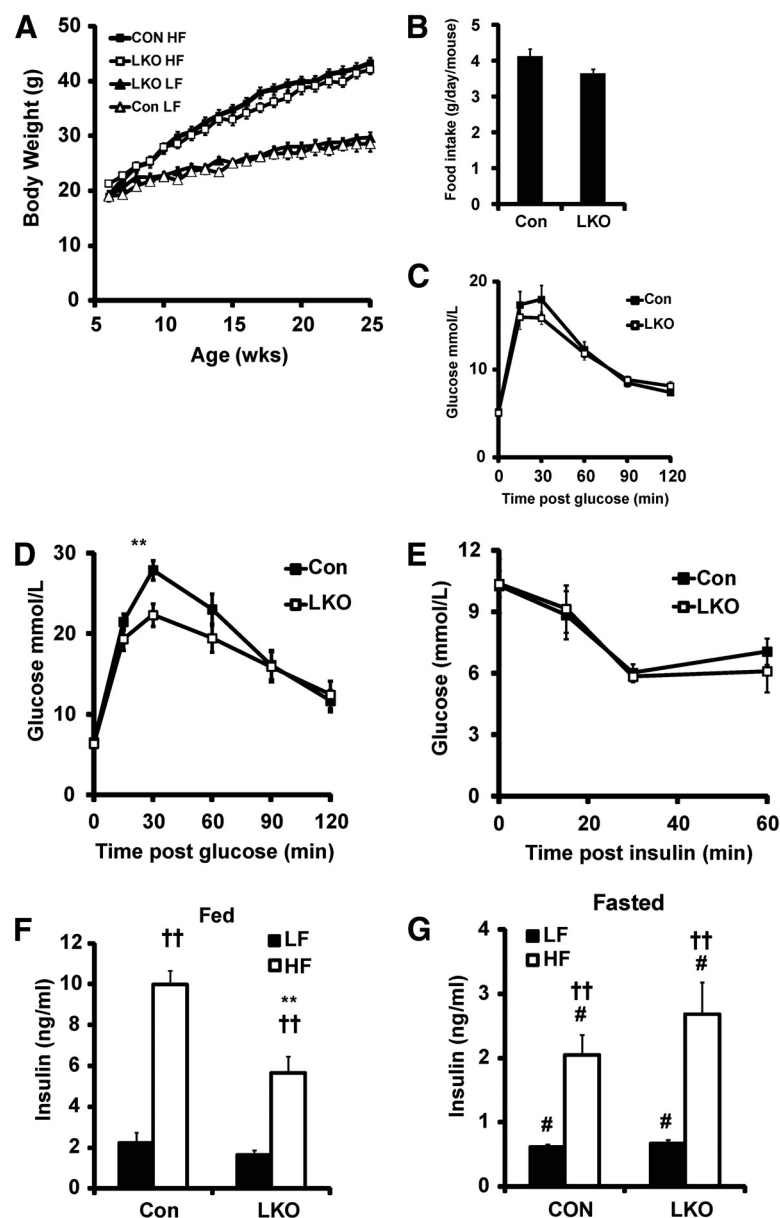 A
50
40
30
20
10
0
Body Weight (g)
CON HF
LKO HF
LKO LF
Con LF
5
10
15
20
25
Age (wks)
B
5
4
3
2
1
0
Food intake (g/day/mouse)
Con
LKO
C
20
10
0
Glucose mmol/L
Con
LKO
0
30
60
90
120
Time post glucose (min)
D
30
20
10
0
Glucose mmol/L
**
Con
LKO
0
30
60
90
120
Time post glucose (min)
E
12
9
6
3
0
Glucose (mmol/L)
Con
LKO
0
20
40
60
Time post insulin (min)
F
Fed
12
10
8
6
4
2
0
Insulin (ng/ml)
††
LF
HF
**
††
Con
LKO
G
Fasted
4
3
2
1
0
Insulin (ng/ml)
LF
HF
#
††
#
#
††
#
CON
LKO